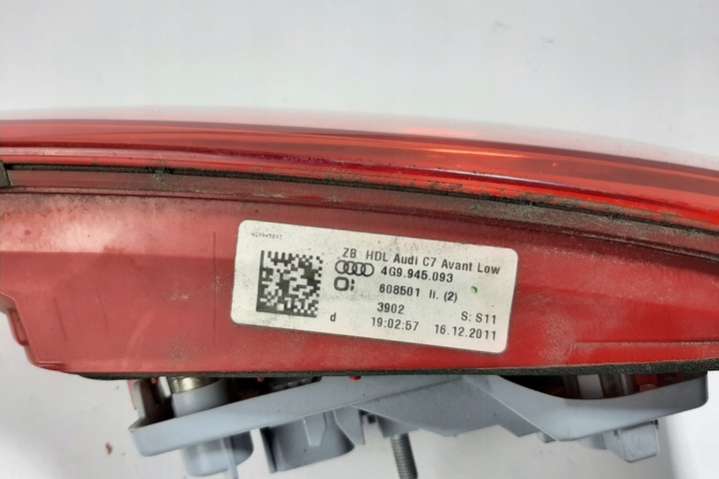 ZB HDL Audi C7 Avant Low
4G9.945.093
608501 li. (2)
3902 S: S11
d 19:02:57 16.12.2011